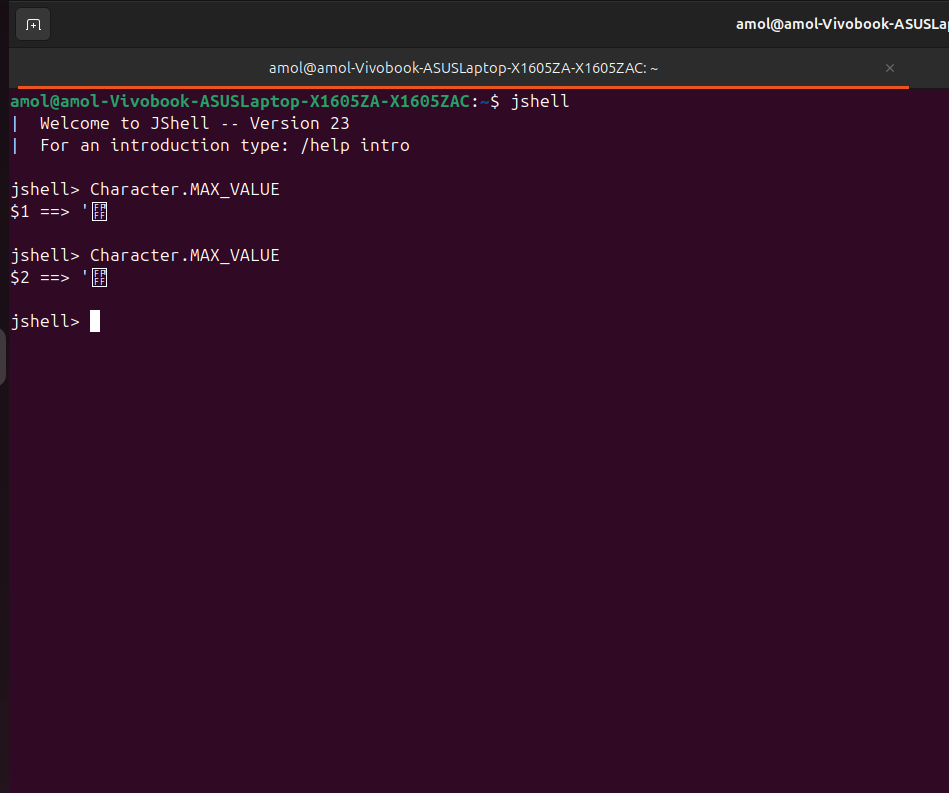 amol@amol-Vivobook-ASUSLap
amol@amol-Vivobook-ASUSLaptop-X1605ZA-X1605ZAC: ~
amol@amol-Vivobook-ASUSLaptop-X1605ZA-X1605ZAC:~$ jshell
|  Welcome to JShell -- Version 23
|  For an introduction type: /help intro
jshell> Character.MAX_VALUE
$1 ==> '￿
jshell> Character.MAX_VALUE
$2 ==> '￿
jshell>